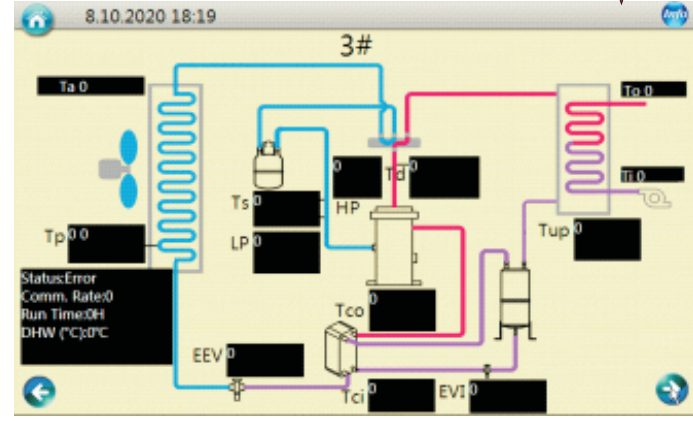 8.10.2020 18:19
Info
3#
Ta 0
To 0
0
Td 0
Ti 0
Ts 0
HP
Tp 0 0
LP 0
Tup 0
Status:Error
Comm. Rate:0
Run Time:0H
DHW (°C):0°C
Tco 0
EEV 0
Tci 0
EVI 0